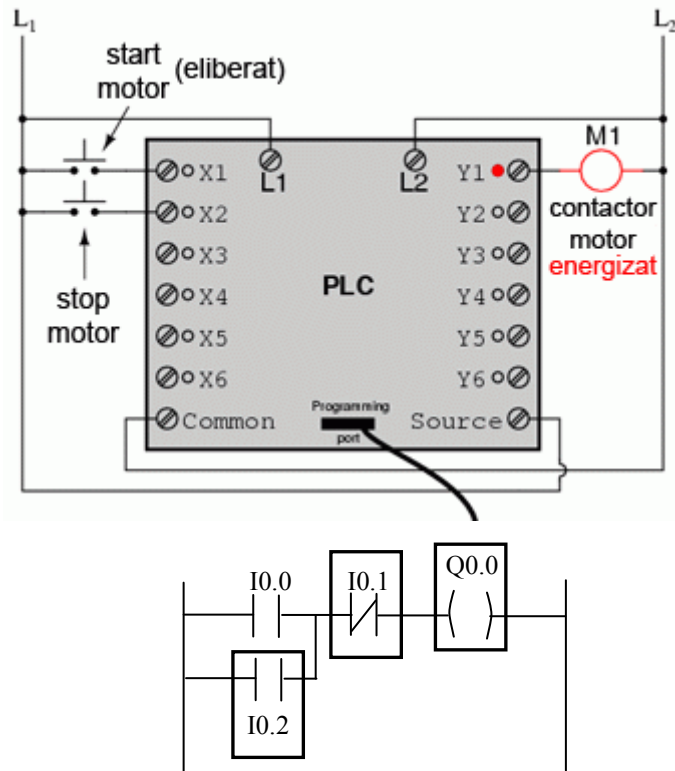 L1 L2
start
motor
(eliberat)
M1
X1 L1 L2 Y1
X2 Y2
contactor
motor
energizat
X3 Y3
stop
motor
X4 PLC Y4
X5 Y5
X6 Y6
Common Programming Source
port
I0.0 I0.1 Q0.0
I0.2